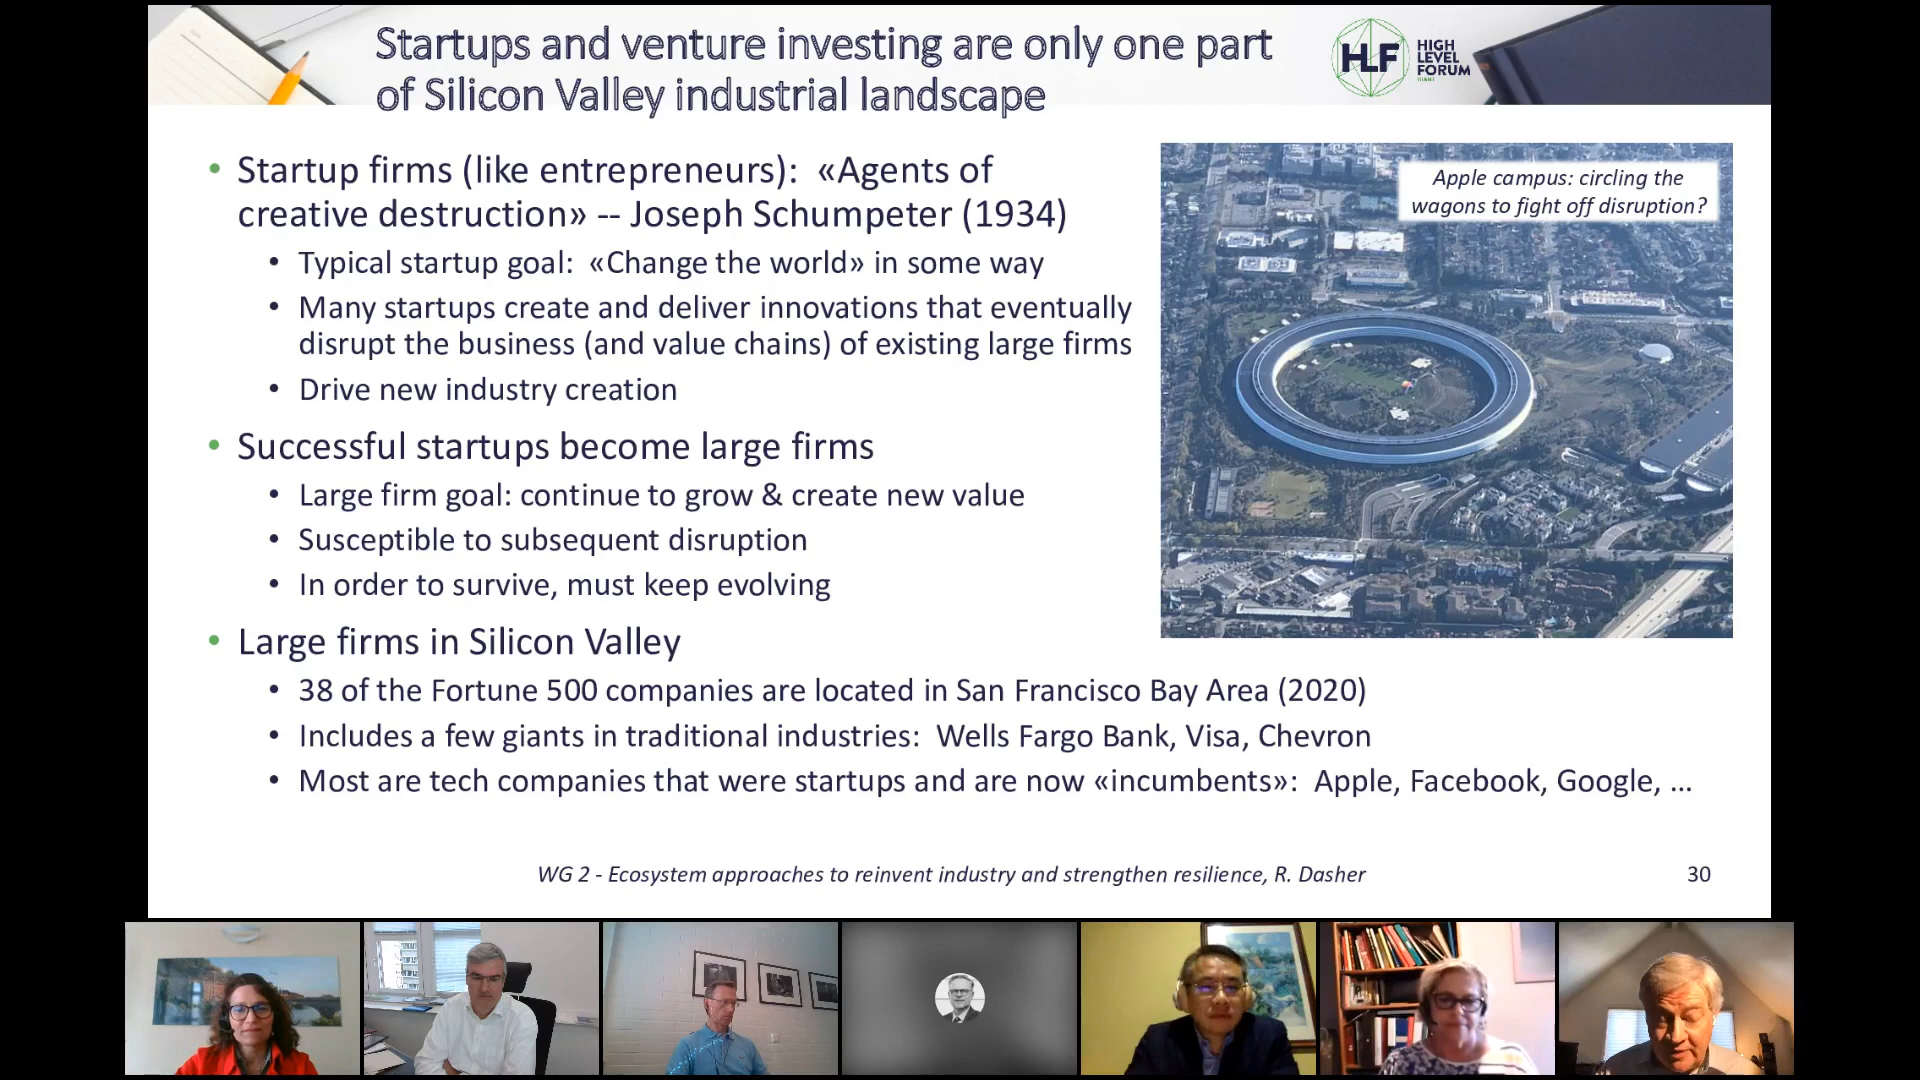 Startups and venture investing are only one part
of Silicon Valley industrial landscape
HLF
HIGH
LEVEL
FORUM
• Startup firms (like entrepreneurs): «Agents of
creative destruction» -- Joseph Schumpeter (1934)
• Typical startup goal: «Change the world» in some way
• Many startups create and deliver innovations that eventually
disrupt the business (and value chains) of existing large firms
• Drive new industry creation
Apple campus: circling the
wagons to fight off disruption?
• Successful startups become large firms
• Large firm goal: continue to grow & create new value
• Susceptible to subsequent disruption
• In order to survive, must keep evolving
• Large firms in Silicon Valley
• 38 of the Fortune 500 companies are located in San Francisco Bay Area (2020)
• Includes a few giants in traditional industries: Wells Fargo Bank, Visa, Chevron
• Most are tech companies that were startups and are now «incumbents»: Apple, Facebook, Google, ...
WG 2 - Ecosystem approaches to reinvent industry and strengthen resilience, R. Dasher
30